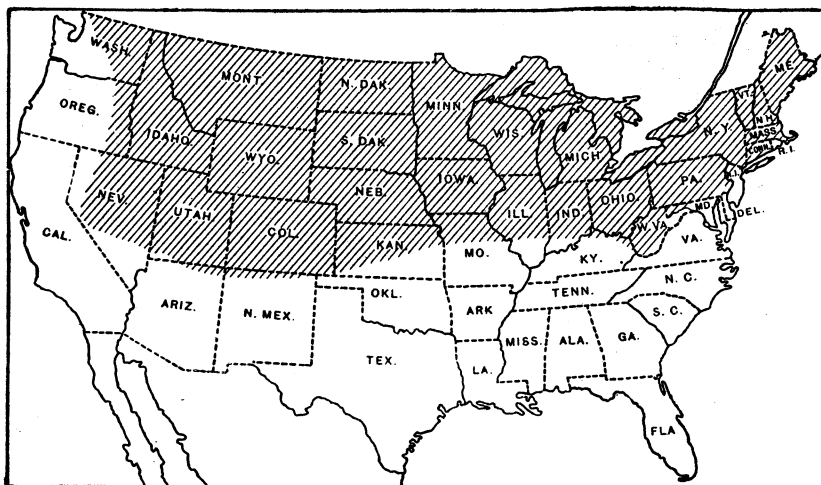 WASH.
MONT
N. DAK.
MINN.
ME.
VT.
N.H.
OREG.
IDAHO.
S. DAK.
WIS.
MICH
N. Y.
MASS
CONN.
R. I.
WYO.
NEB.
IOWA.
PA.
NEV.
UTAH.
COL.
KAN.
ILL.
IND.
OHIO.
W. VA.
MD.
DEL.
CAL.
MO.
KY.
VA.
ARIZ.
N. MEX.
OKL.
ARK
TENN.
N. C.
S. C.
TEX.
LA.
MISS.
ALA.
GA.
FLA